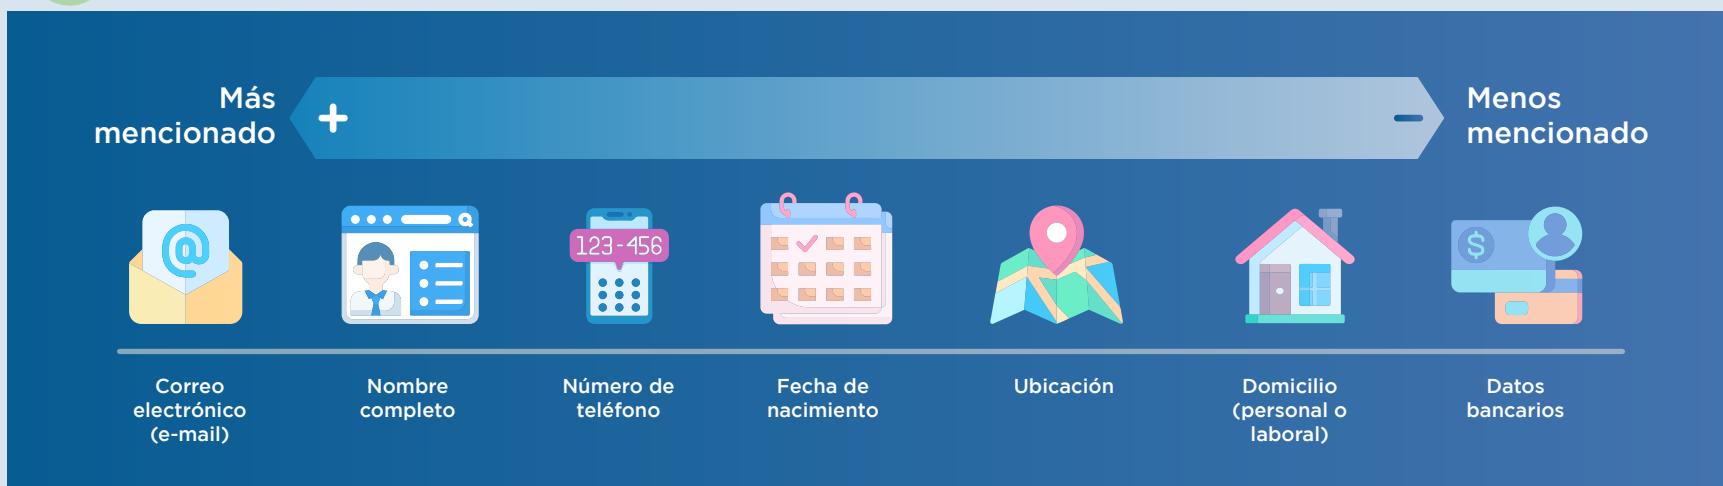 Más
mencionado
+
-
Menos
mencionado
@
123-456
$
Correo
electrónico
(e-mail)
Nombre
completo
Número de
teléfono
Fecha de
nacimiento
Ubicación
Domicilio
(personal o
laboral)
Datos
bancarios